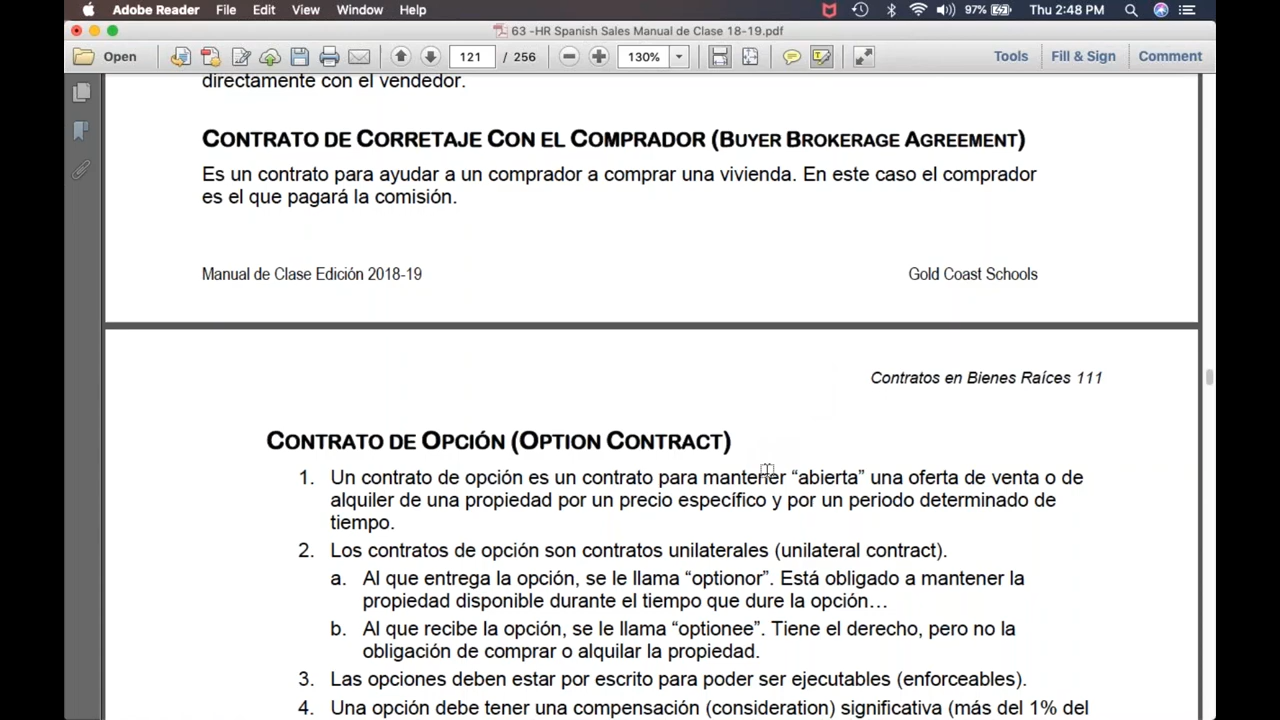 Adobe Reader File Edit View Window Help 97% Thu 2:48 PM
63 -HR Spanish Sales Manual de Clase 18-19.pdf
Open 121 / 256 130% Tools Fill & Sign Comment
directamente con el vendedor.
CONTRATO DE CORRETAJE CON EL COMPRADOR (BUYER BROKERAGE AGREEMENT)
Es un contrato para ayudar a un comprador a comprar una vivienda. En este caso el comprador
es el que pagará la comisión.
Manual de Clase Edición 2018-19 Gold Coast Schools
Contratos en Bienes Raíces 111
CONTRATO DE OPCIÓN (OPTION CONTRACT)
1. Un contrato de opción es un contrato para mantener “abierta” una oferta de venta o de
alquiler de una propiedad por un precio específico y por un periodo determinado de
tiempo.
2. Los contratos de opción son contratos unilaterales (unilateral contract).
a. Al que entrega la opción, se le llama “optionor”. Está obligado a mantener la
propiedad disponible durante el tiempo que dure la opción…
b. Al que recibe la opción, se le llama “optionee”. Tiene el derecho, pero no la
obligación de comprar o alquilar la propiedad.
3. Las opciones deben estar por escrito para poder ser ejecutables (enforceables).
4. Una opción debe tener una compensación (consideration) significativa (más del 1% del